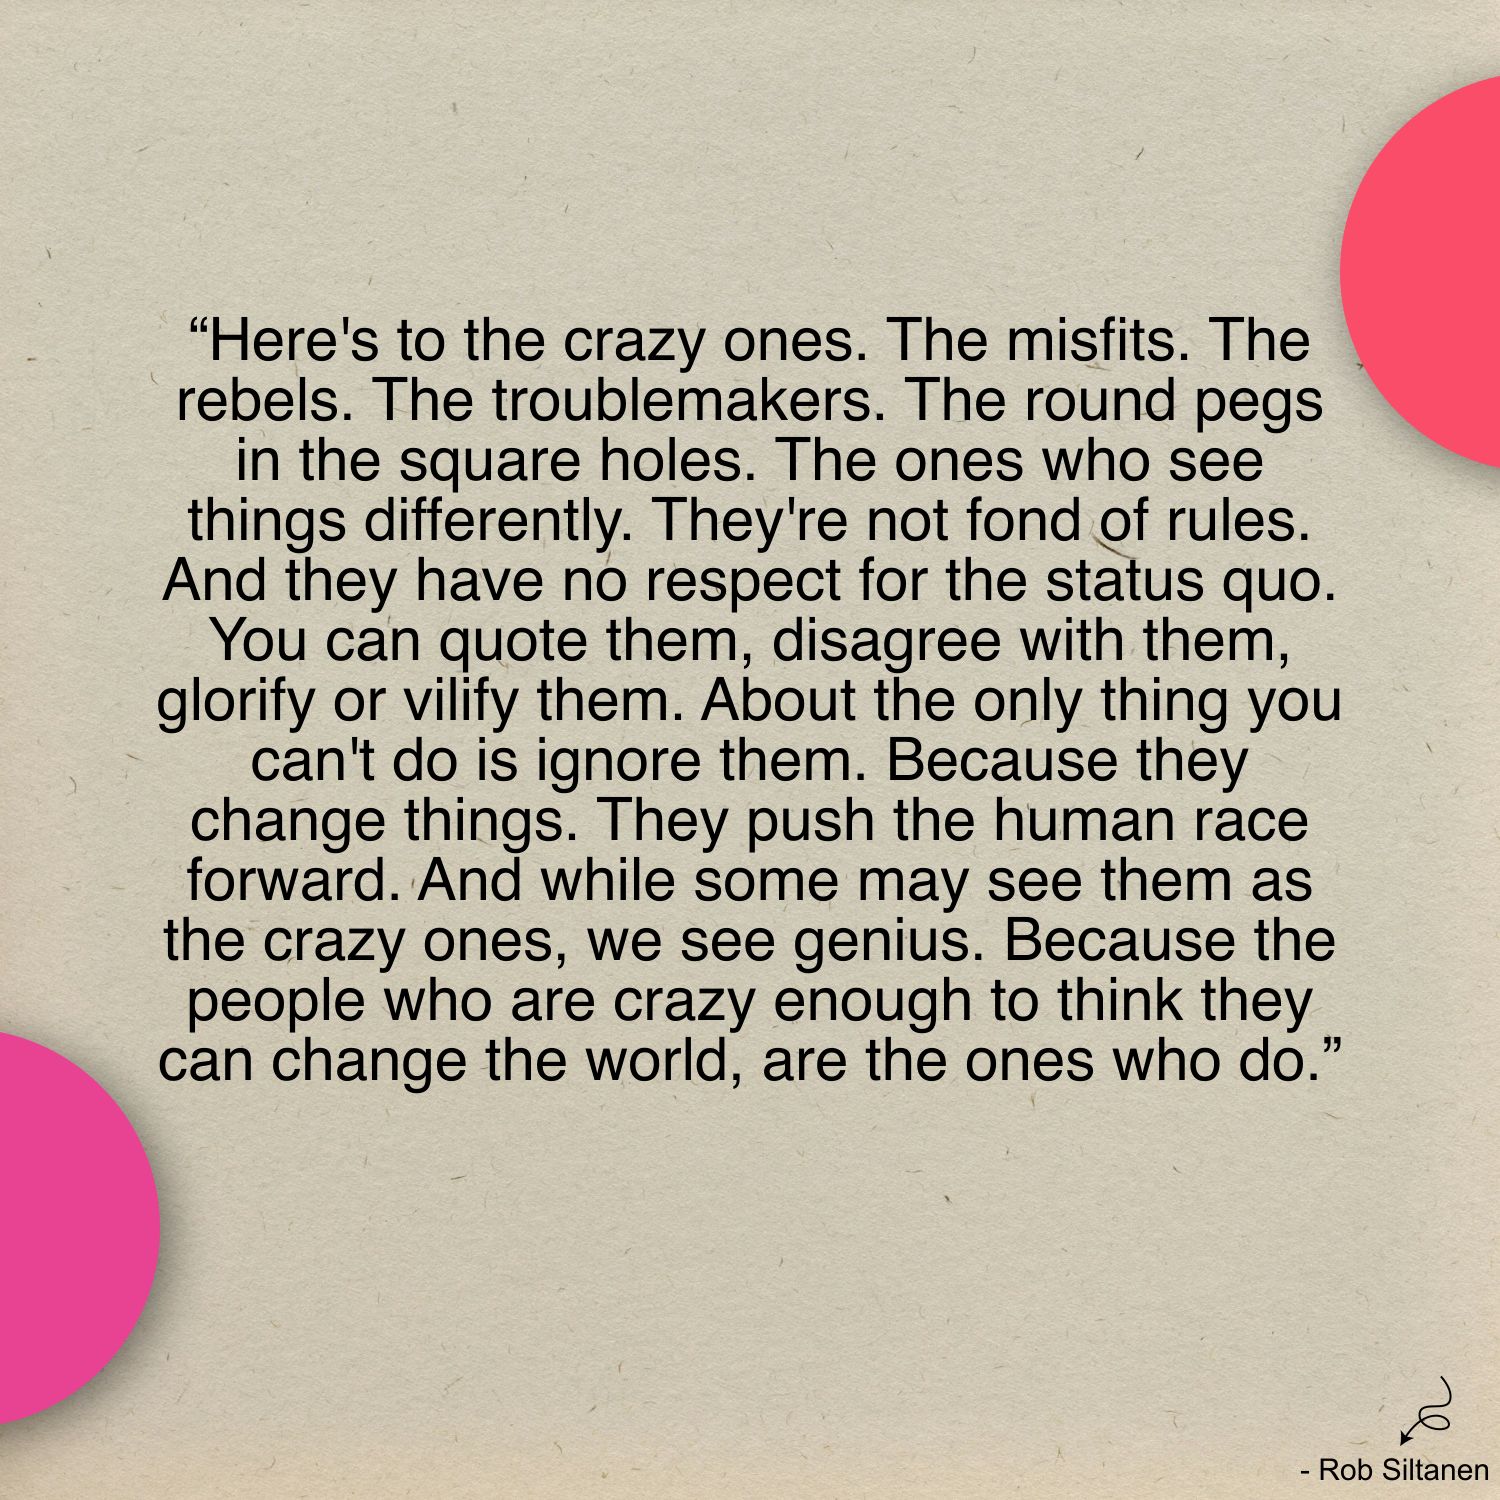 “Here's to the crazy ones. The misfits. The
rebels. The troublemakers. The round pegs
in the square holes. The ones who see
things differently. They're not fond of rules.
And they have no respect for the status quo.
You can quote them, disagree with them,
glorify or vilify them. About the only thing you
can't do is ignore them. Because they
change things. They push the human race
forward. And while some may see them as
the crazy ones, we see genius. Because the
people who are crazy enough to think they
can change the world, are the ones who do.”
- Rob Siltanen